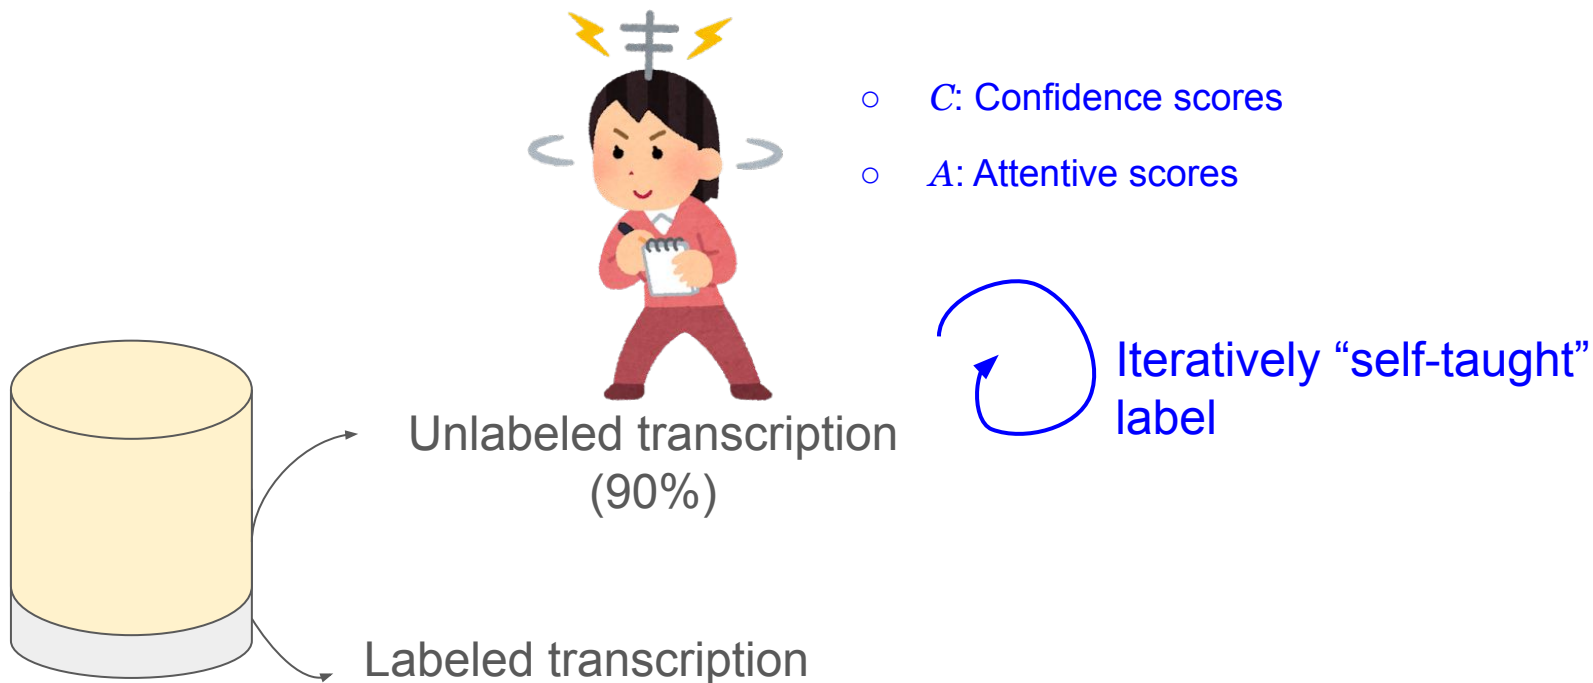 ○ C: Confidence scores
○ A: Attentive scores
Iteratively “self-taught”
label
Unlabeled transcription
(90%)
Labeled transcription